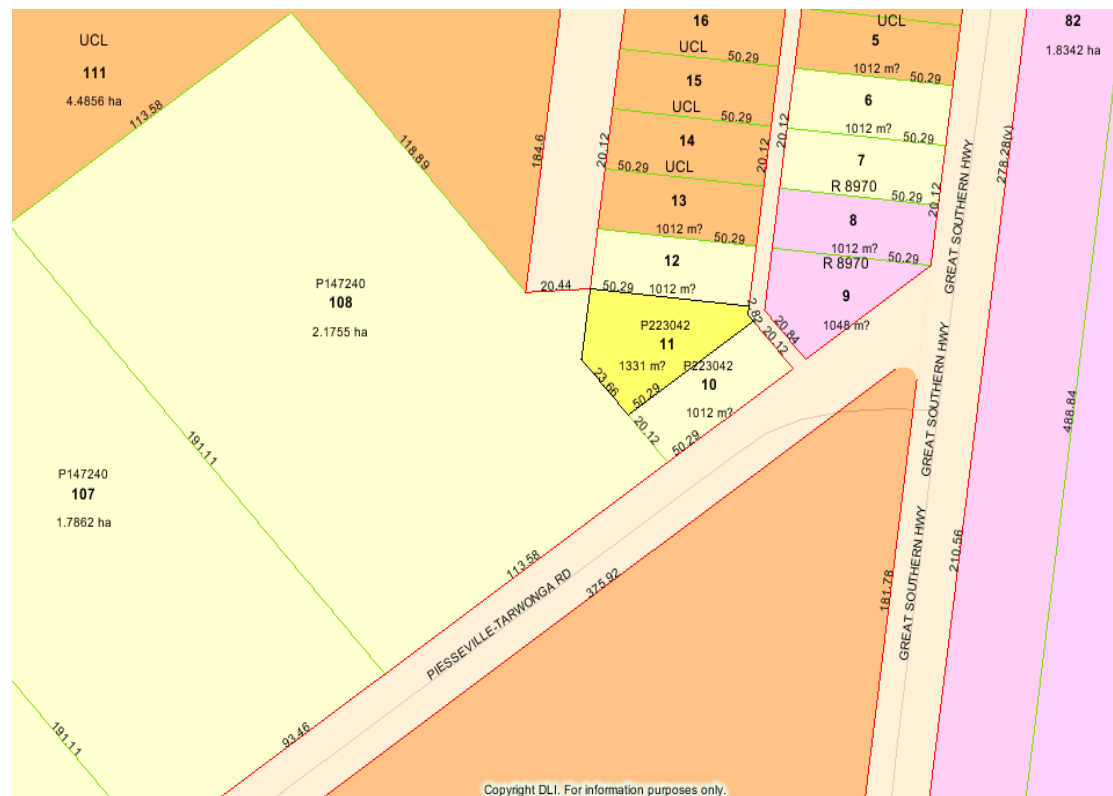 UCL
111
4.4856 ha
113.58
118.89
184.6
20.12
16
UCL
50.29
15
UCL
50.29
14
50.29
UCL
13
1012 m?
50.29
20.12
20.12
12
50.29
1012 m?
20.44
UCL
5
1012 m?
50.29
6
1012 m?
50.29
7
R 8970
50.29
20.12
8
1012 m?
50.29
R 8970
9
1048 m?
82
1.8342 ha
278.28(v)
GREAT SOUTHERN HWY
P147240
108
2.1755 ha
P223042
11
1331 m?
23.66
50.29
2.82
20.12
20.84
P223042
10
1012 m?
20.12
50.29
GREAT SOUTHERN HWY
488.84
191.11
P147240
107
1.7862 ha
113.58
375.92
PIESSEVILLE-TARWONGA RD
181.78
GREAT SOUTHERN HWY
210.56
191.11
93.46
Copyright DLI. For information purposes only.